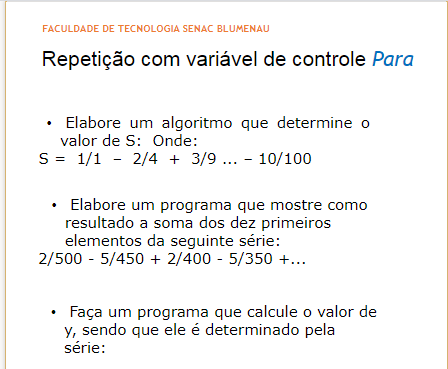 FACULDADE DE TECNOLOGIA SENAC BLUMENAU
Repetição com variável de controle Para
• Elabore um algoritmo que determine o
valor de S: Onde:
S = 1/1 – 2/4 + 3/9 ... – 10/100
• Elabore um programa que mostre como
resultado a soma dos dez primeiros
elementos da seguinte série:
2/500 - 5/450 + 2/400 - 5/350 +...
• Faça um programa que calcule o valor de
y, sendo que ele é determinado pela
série: